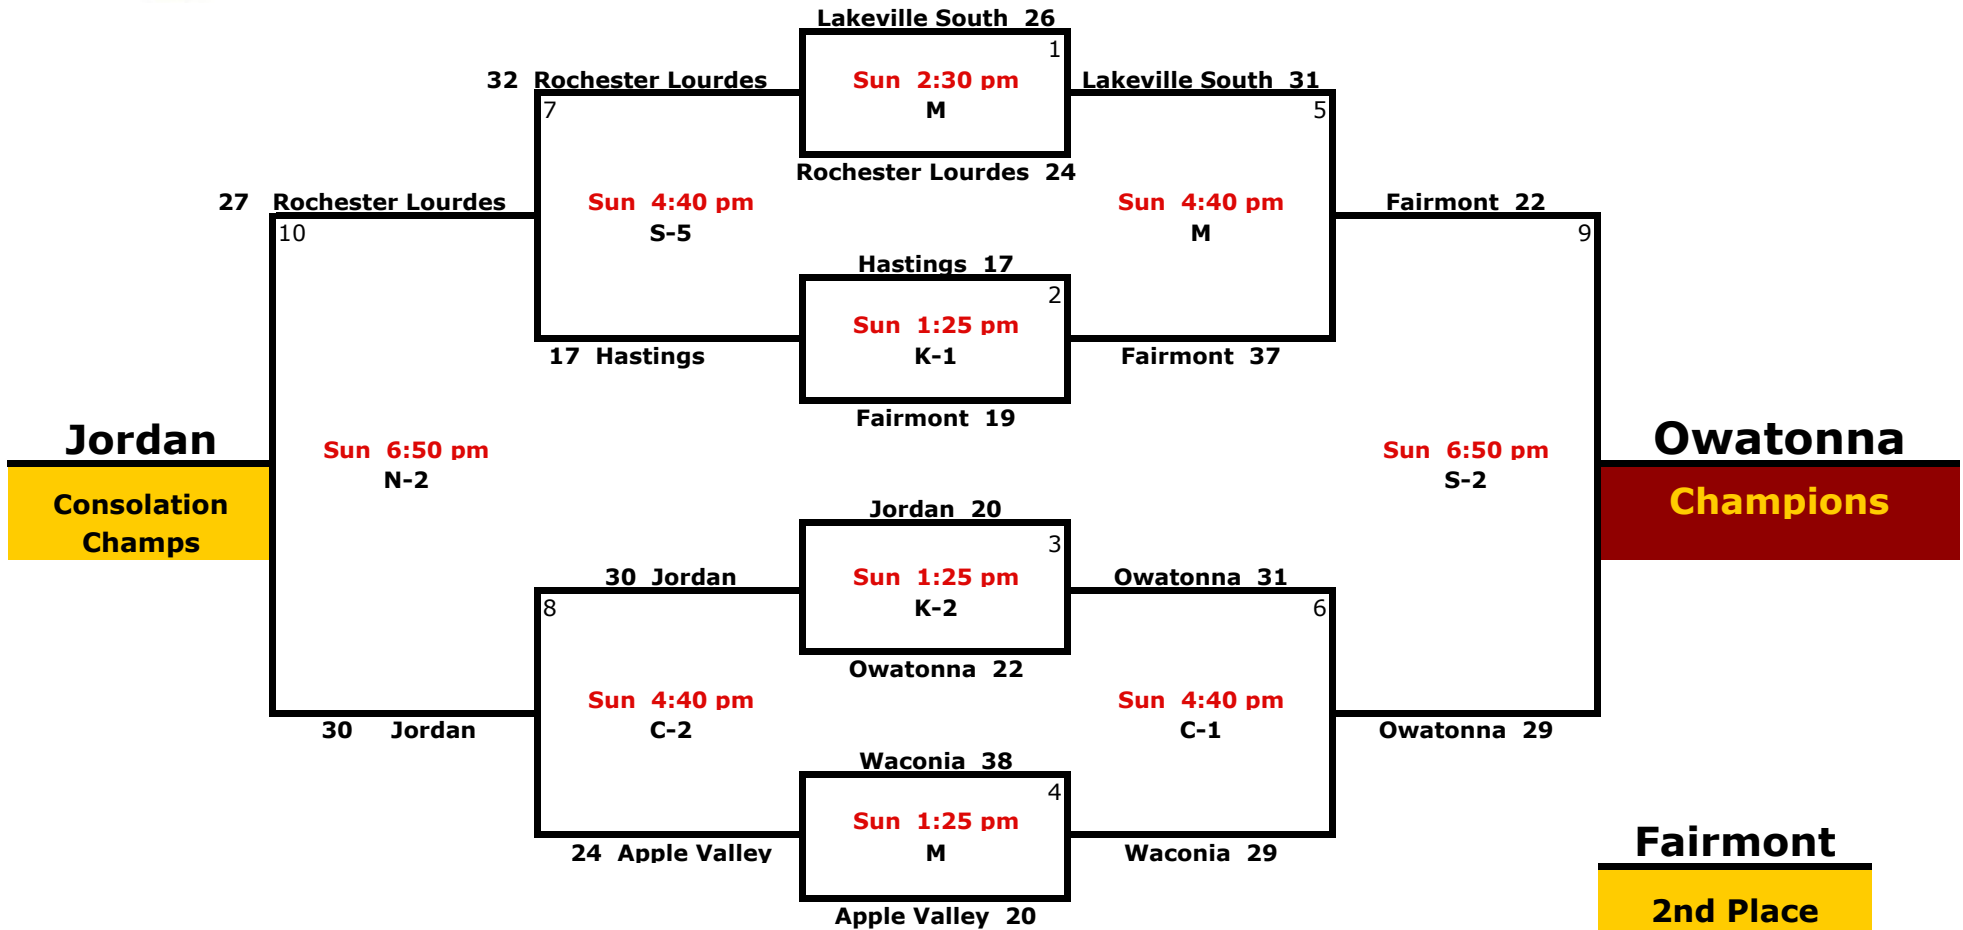 Lakeville South 26
1
Sun 2:30 pm
M
Rochester Lourdes 24
32 Rochester Lourdes
7
Sun 4:40 pm
S-5
17 Hastings
Lakeville South 31
5
Sun 4:40 pm
M
Fairmont 37
27 Rochester Lourdes
10
Sun 6:50 pm
N-2
30 Jordan
Fairmont 22
9
Sun 6:50 pm
S-2
Owatonna 29
Hastings 17
2
Sun 1:25 pm
K-1
Fairmont 19
Jordan
Consolation
Champs
Owatonna
Champions
Jordan 20
3
Sun 1:25 pm
K-2
Owatonna 22
30 Jordan
8
Sun 4:40 pm
C-2
24 Apple Valley
Owatonna 31
6
Sun 4:40 pm
C-1
Waconia 29
Waconia 38
4
Sun 1:25 pm
M
Apple Valley 20
Fairmont
2nd Place